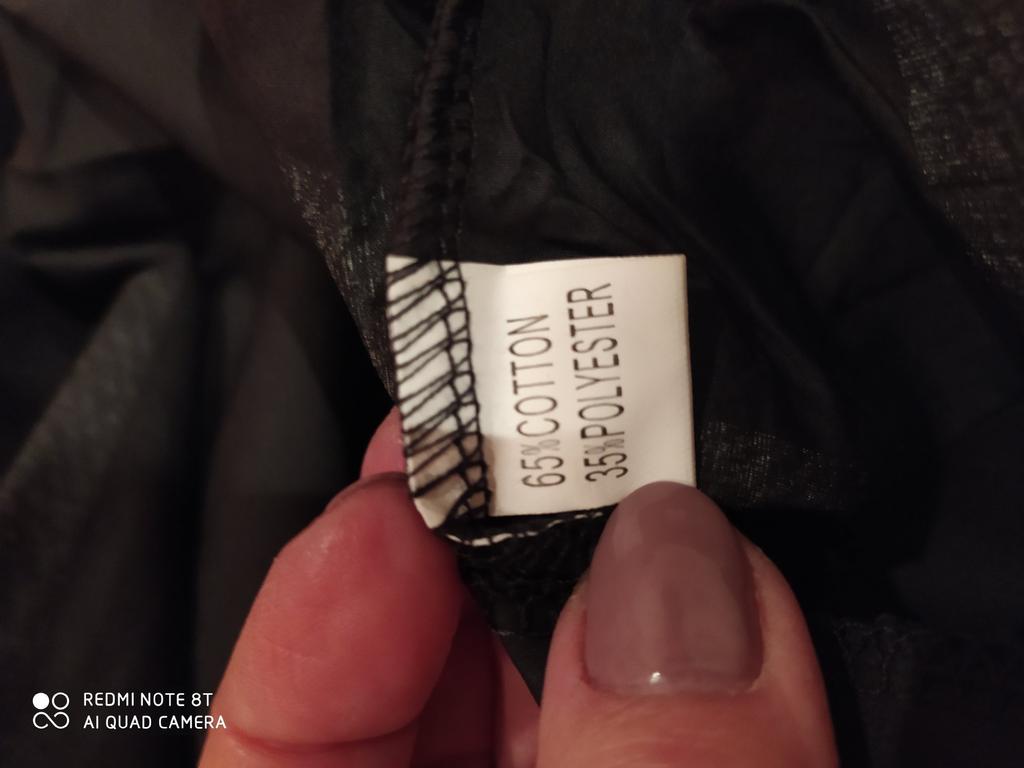 65%COTTON
35%POLYESTER
REDMI NOTE 8T
AI QUAD CAMERA